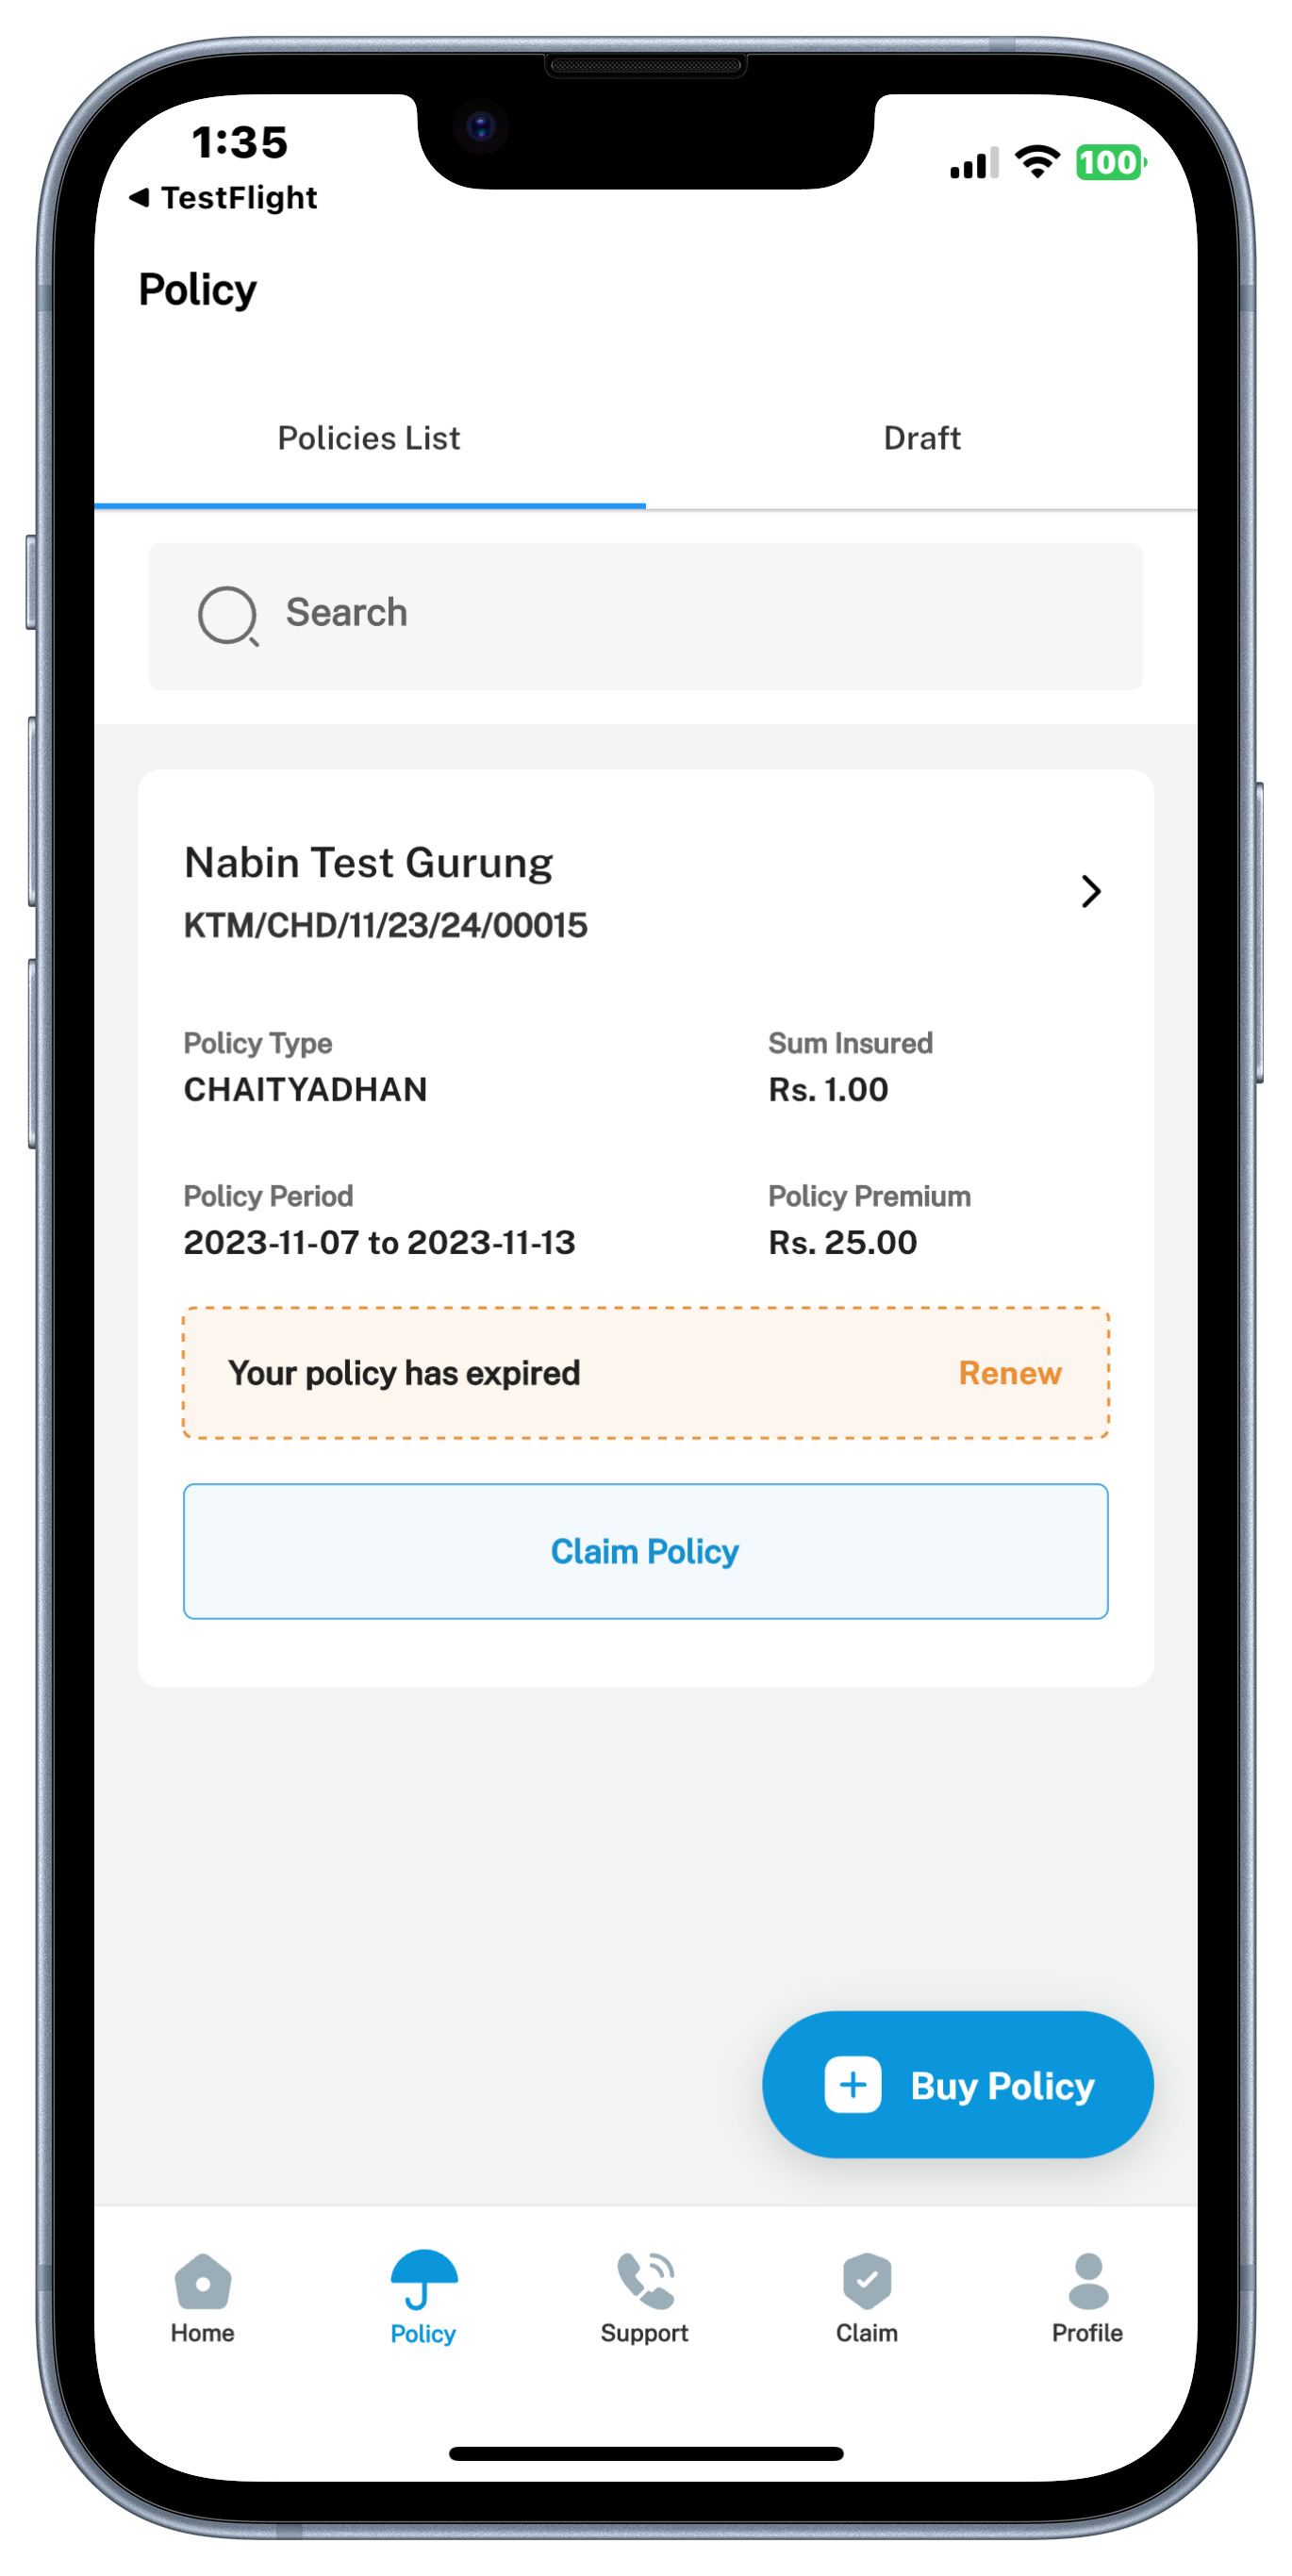 1:35
100
TestFlight
Policy
Policies List
Draft
Search
Nabin Test Gurung
KTM/CHD/11/23/24/00015
Policy Type
Sum Insured
CHAITYADHAN
Rs. 1.00
Policy Period
Policy Premium
2023-11-07 to 2023-11-13
Rs. 25.00
Your policy has expired
Renew
Claim Policy
Buy Policy
Home
Policy
Support
Claim
Profile